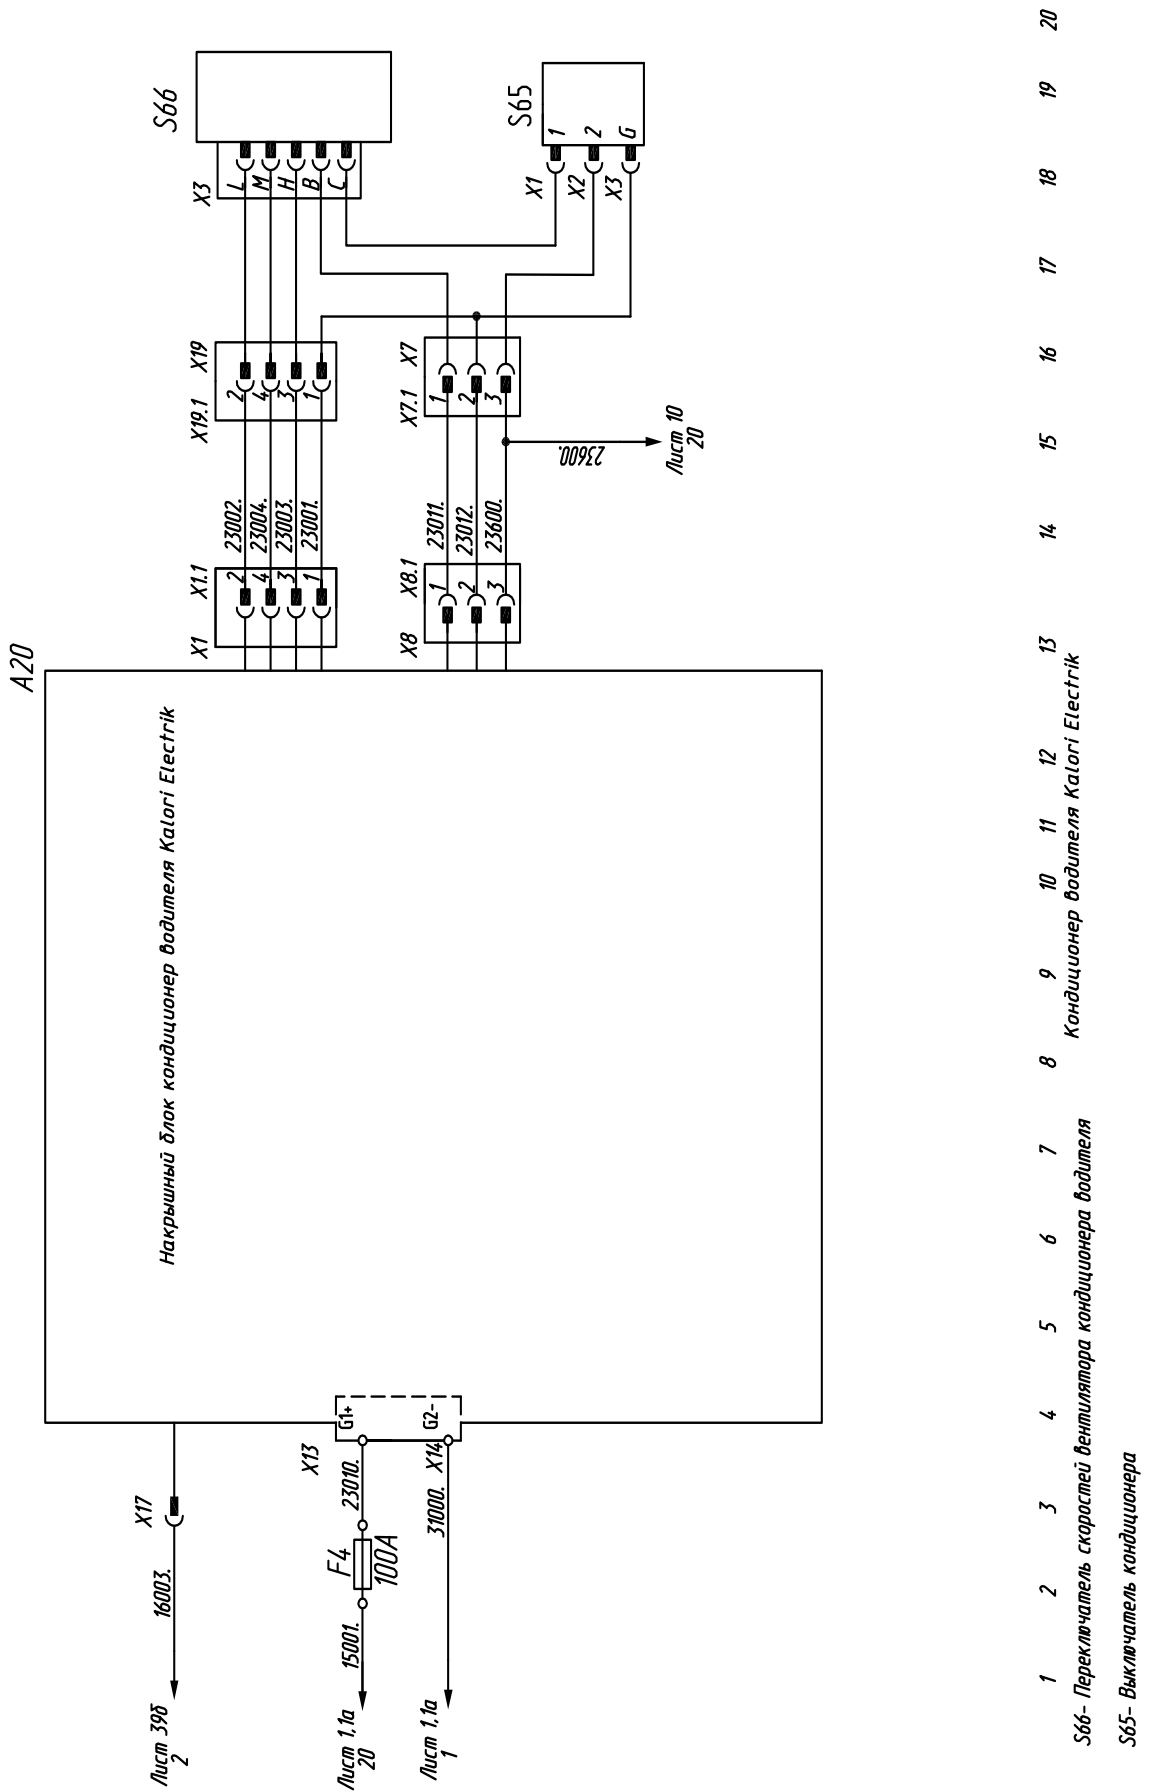 A20
Накрышный блок кондиционер водителя Kalori Electrik
S66
X3
L
M
H
B
C
S65
1
2
G
X1
X2
X3
X19
X19.1
2
4
3
1
X7
X7.1
1
2
3
23600.
Лист 10
20
23002.
23004.
23003.
23001.
23011.
23012.
23600.
X1.1
X1
2
4
3
1
X8.1
X8
1
2
3
G1+
G2-
X13
X14
X17
16003.
Лист 39б
2
23010.
F4
100A
15001.
Лист 1,1а
20
31000.
Лист 1,1а
1
1 2 3 4 5 6 7 8 9 10 11 12 13 14 15 16 17 18 19 20
Кондиционер водителя Kalori Electrik
S66- Переключатель скоростей вентилятора кондиционера водителя
S65- Выключатель кондиционера